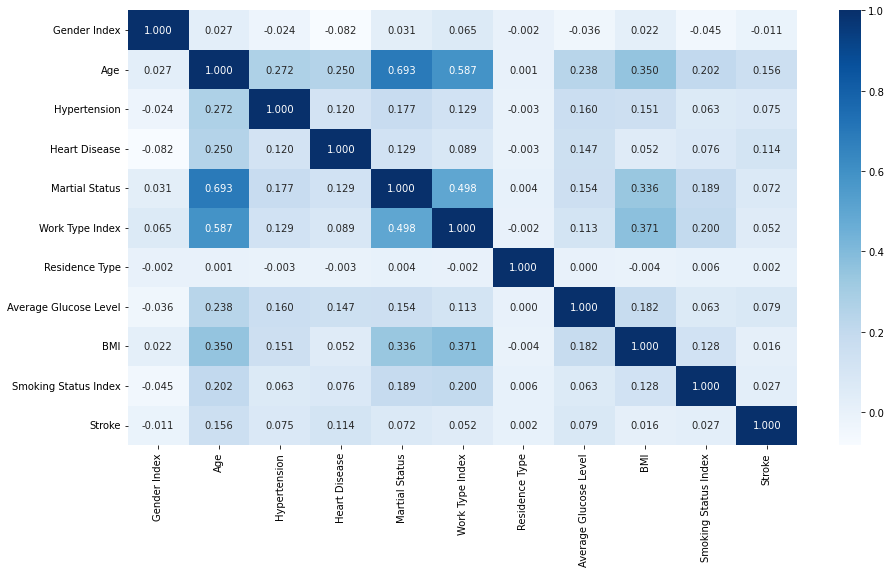 Gender Index 1.000 0.027 -0.024 -0.082 0.031 0.065 -0.002 -0.036 0.022 -0.045 -0.011
Age 0.027 1.000 0.272 0.250 0.693 0.587 0.001 0.238 0.350 0.202 0.156
Hypertension -0.024 0.272 1.000 0.120 0.177 0.129 -0.003 0.160 0.151 0.063 0.075
Heart Disease -0.082 0.250 0.120 1.000 0.129 0.089 -0.003 0.147 0.052 0.076 0.114
Martial Status 0.031 0.693 0.177 0.129 1.000 0.498 0.004 0.154 0.336 0.189 0.072
Work Type Index 0.065 0.587 0.129 0.089 0.498 1.000 -0.002 0.113 0.371 0.200 0.052
Residence Type -0.002 0.001 -0.003 -0.003 0.004 -0.002 1.000 0.000 -0.004 0.006 0.002
Average Glucose Level -0.036 0.238 0.160 0.147 0.154 0.113 0.000 1.000 0.182 0.063 0.079
BMI 0.022 0.350 0.151 0.052 0.336 0.371 -0.004 0.182 1.000 0.128 0.016
Smoking Status Index -0.045 0.202 0.063 0.076 0.189 0.200 0.006 0.063 0.128 1.000 0.027
Stroke -0.011 0.156 0.075 0.114 0.072 0.052 0.002 0.079 0.016 0.027 1.000
Gender Index
Age
Hypertension
Heart Disease
Martial Status
Work Type Index
Residence Type
Average Glucose Level
BMI
Smoking Status Index
Stroke
1.0
0.8
0.6
0.4
0.2
0.0